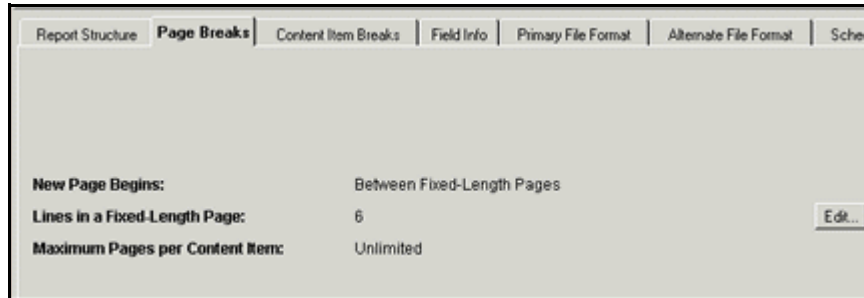 Report Structure Page Breaks Content Item Breaks Field Info Primary File Format Alternate File Format
New Page Begins: Between Fixed-Length Pages
Lines in a Fixed-Length Page: 6 Edit...
Maximum Pages per Content Item: Unlimited